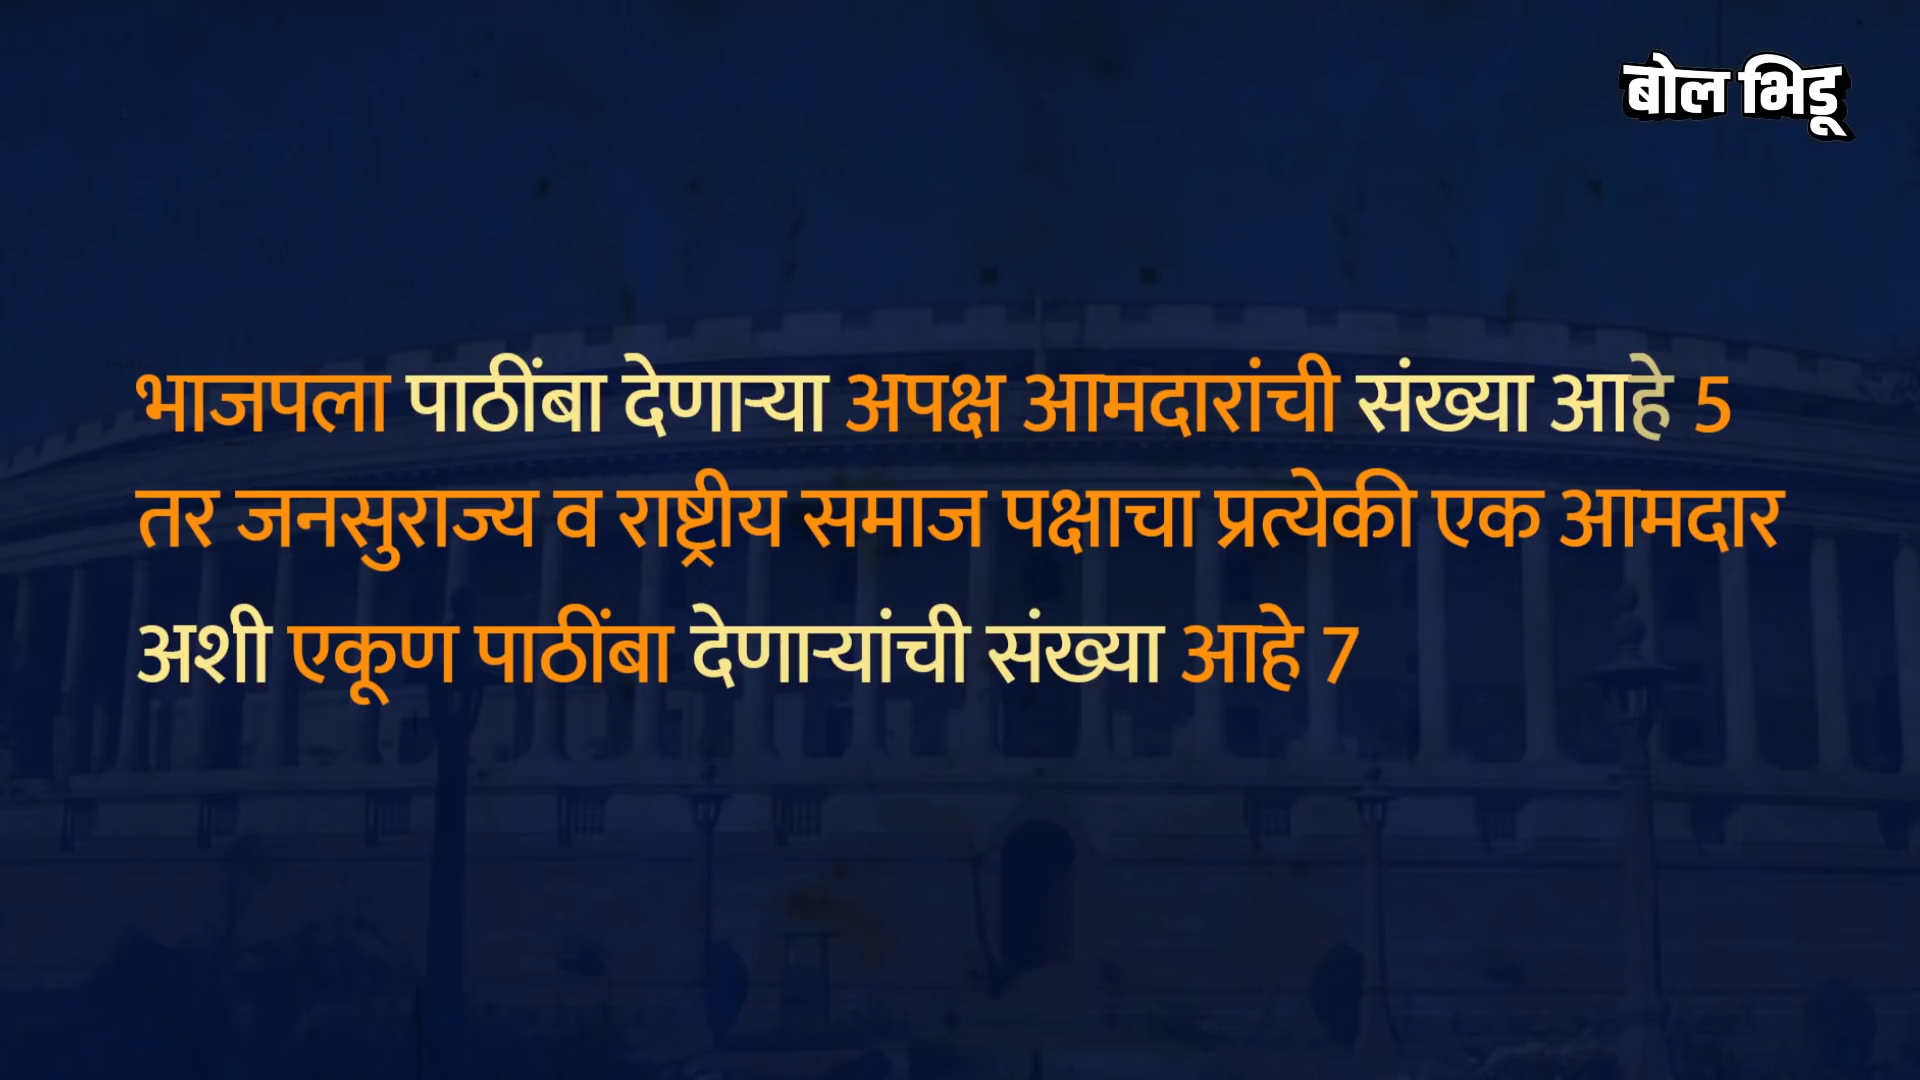 बोल भिडू
भाजपला पाठींबा देणाऱ्या अपक्ष आमदारांची संख्या आहे 5
तर जनसुराज्य व राष्ट्रीय समाज पक्षाचा प्रत्येकी एक आमदार
अशी एकूण पाठींबा देणाऱ्यांची संख्या आहे 7